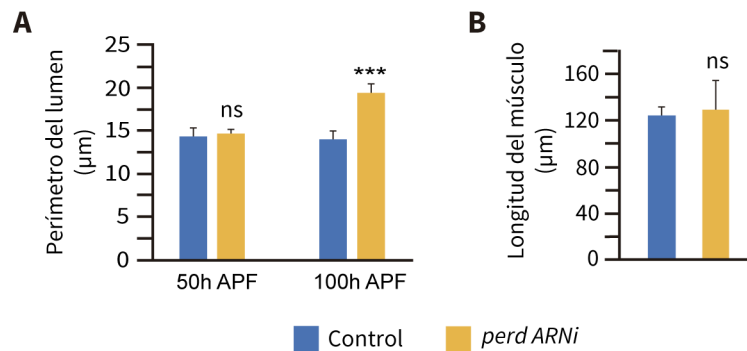 A
Perímetro del lumen
(µm)
25
20
15
10
5
0
ns
***
50h APF
100h APF
B
Longitud del músculo
(µm)
160
120
80
40
0
ns
Control
perd ARNi